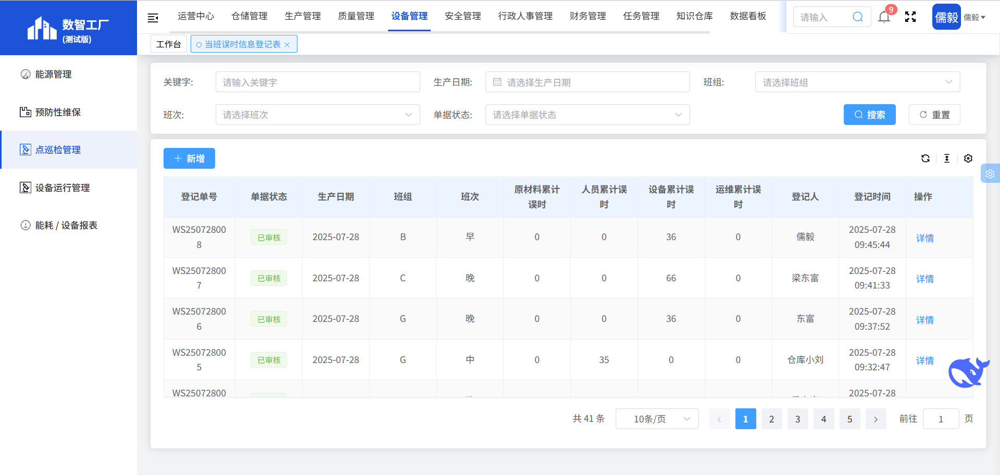 数智工厂
(测试版)
运营中心 仓储管理 生产管理 质量管理 设备管理 安全管理 行政人事管理 财务管理 任务管理 知识仓库 数据看板
请输入
9
儒毅
儒毅
工作台
当班误时信息登记表
能源管理
预防性维保
点巡检管理
设备运行管理
能耗 / 设备报表
关键字: 请输入关键字 生产日期: 请选择生产日期 班组: 请选择班组
班次: 请选择班次 单据状态: 请选择单据状态 搜索 重置
新增
登记单号 单据状态 生产日期 班组 班次 原材料累计误时 人员累计误时 设备累计误时 运维累计误时 登记人 登记时间 操作
WS250728008 已审核 2025-07-28 B 早 0 0 36 0 儒毅 2025-07-28 09:45:44 详情
WS250728007 已审核 2025-07-28 C 晚 0 0 66 0 梁东富 2025-07-28 09:41:33 详情
WS250728006 已审核 2025-07-28 G 晚 0 0 36 0 东富 2025-07-28 09:37:52 详情
WS250728005 已审核 2025-07-28 G 中 0 35 0 0 仓库小刘 2025-07-28 09:32:47 详情
WS25072800 2025-07-28
共 41 条 10条/页 1 2 3 4 5 前往 1 页